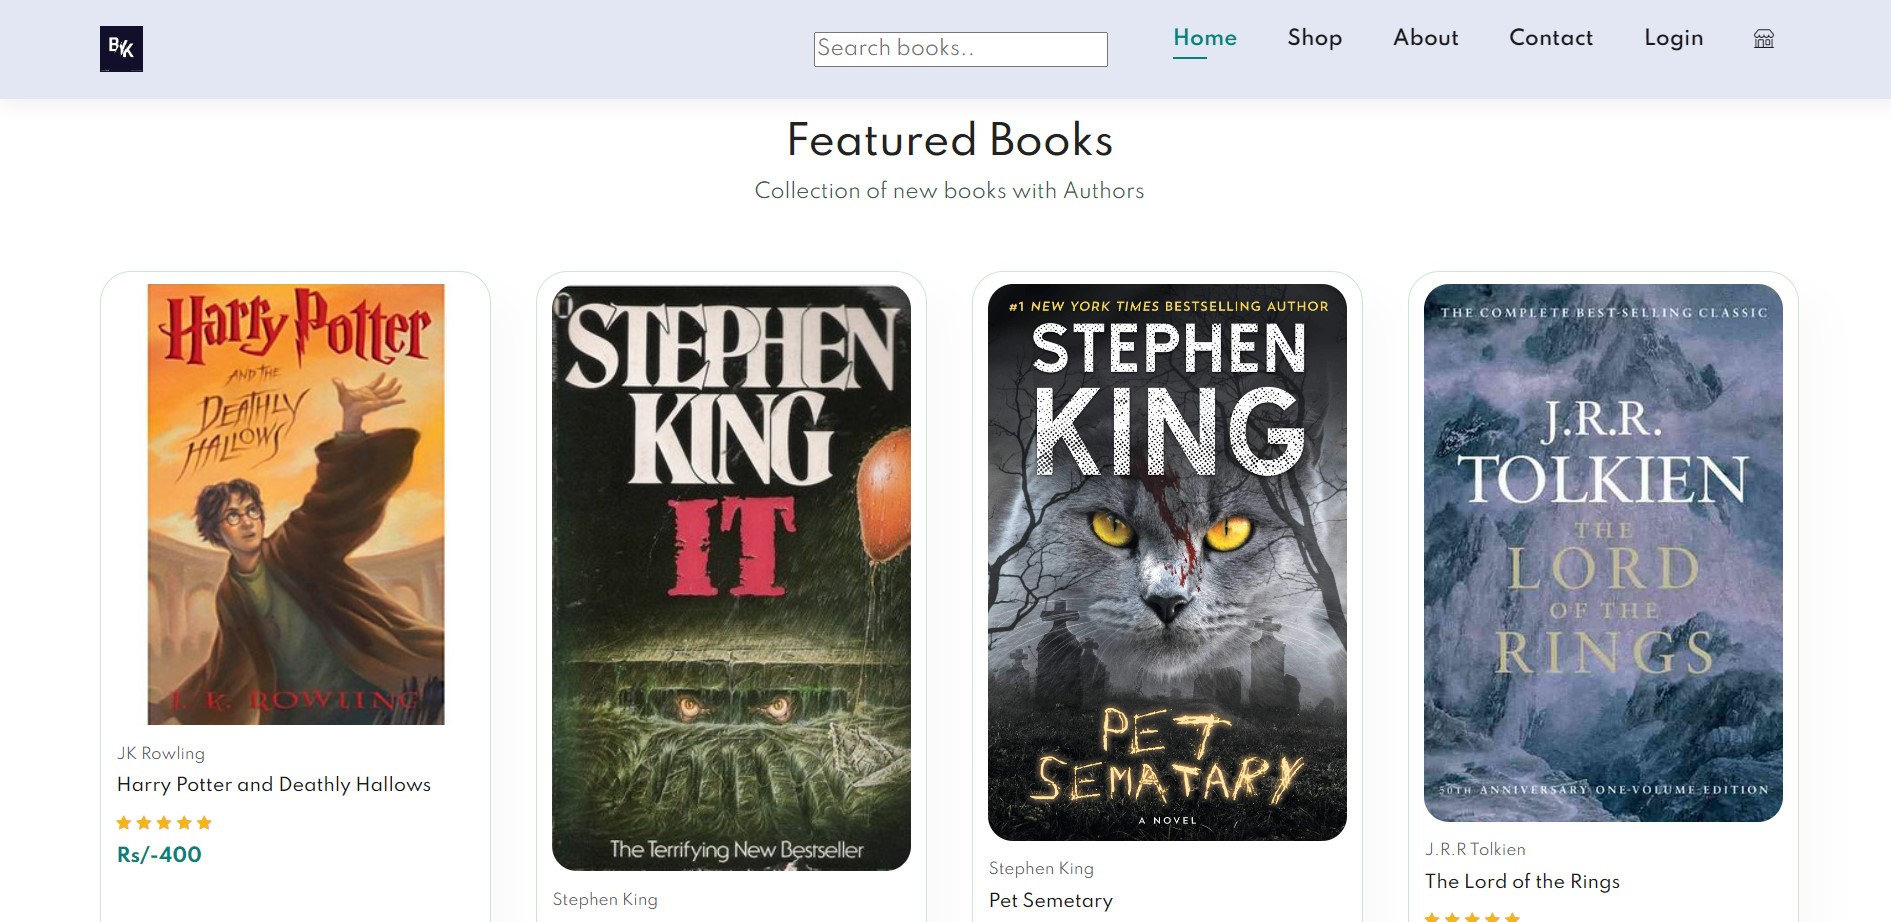 BK
Search books..
Home
Shop
About
Contact
Login
Featured Books
Collection of new books with Authors
Harry Potter
AND THE
DEATHLY
HALLOWS
J. K. ROWLING
JK Rowling
Harry Potter and Deathly Hallows
Rs/-400
STEPHEN
KING
IT
The Terrifying New Bestseller
Stephen King
#1 NEW YORK TIMES BESTSELLING AUTHOR
STEPHEN
KING
PET
SEMATARY
A NOVEL
Stephen King
Pet Semetary
THE COMPLETE BEST-SELLING CLASSIC
J.R.R.
TOLKIEN
THE
LORD
OF THE
RINGS
50TH ANNIVERSARY ONE-VOLUME EDITION
J.R.R Tolkien
The Lord of the Rings